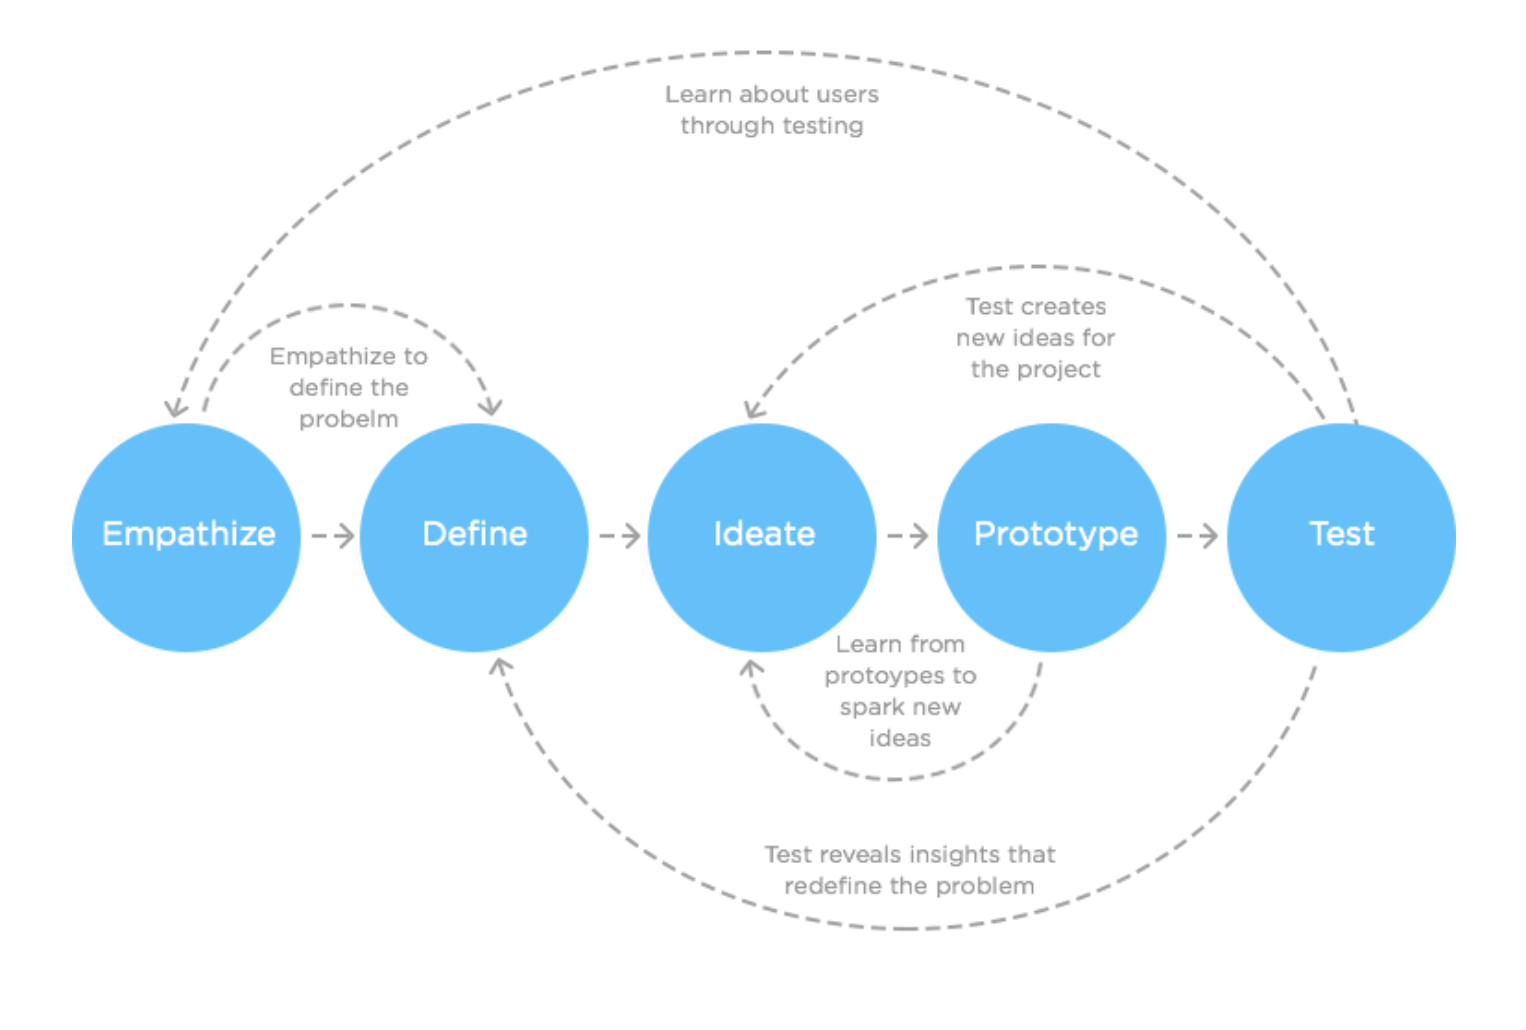 Learn about users
through testing
Test creates
new ideas for
the project
Empathize to
define the
probelm
Empathize
Define
Ideate
Prototype
Test
Learn from
protoypes to
spark new
ideas
Test reveals insights that
redefine the problem